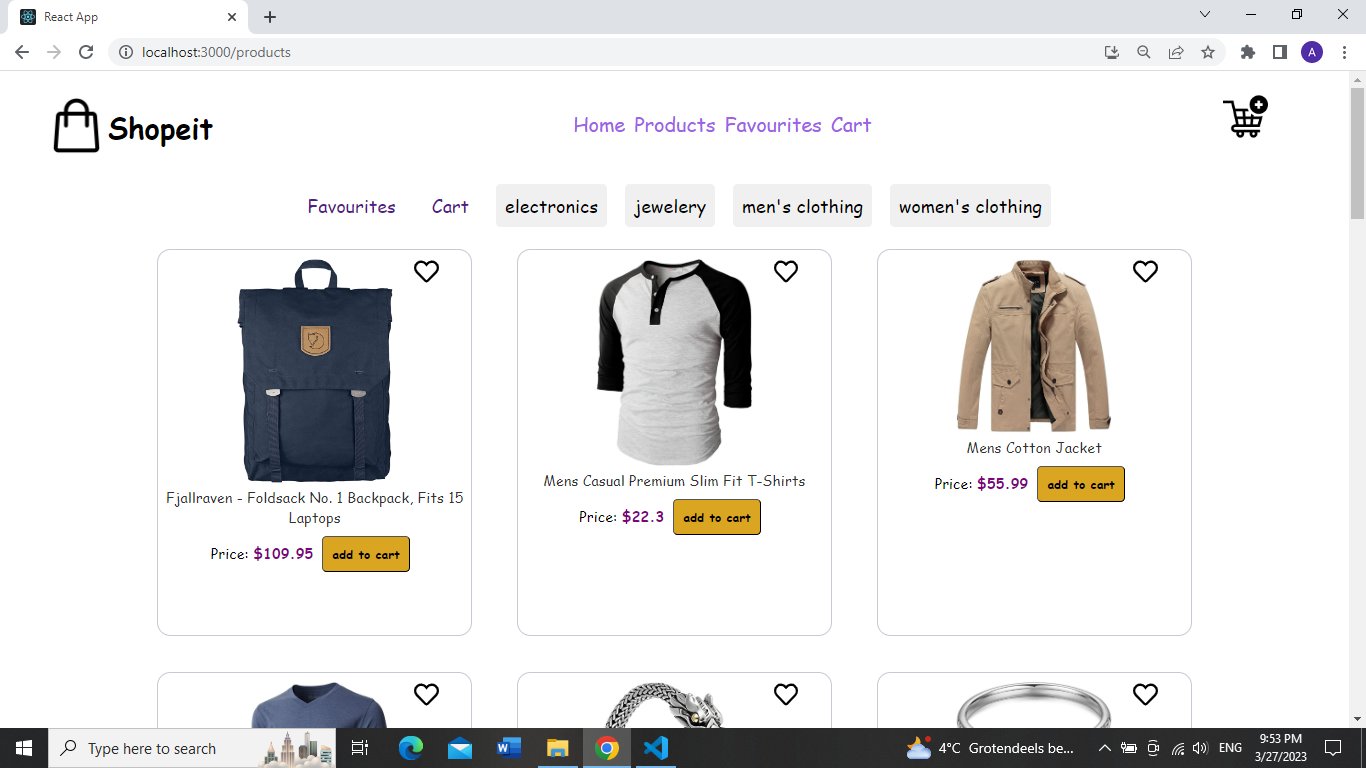 React App
localhost:3000/products
A
Shopeit
Home Products Favourites Cart
Favourites Cart electronics jewelery men's clothing women's clothing
Fjallraven - Foldsack No. 1 Backpack, Fits 15
Laptops
Price: $109.95 add to cart
Mens Casual Premium Slim Fit T-Shirts
Price: $22.3 add to cart
Mens Cotton Jacket
Price: $55.99 add to cart
Type here to search
4°C Grotendeels be...
ENG
9:53 PM
3/27/2023